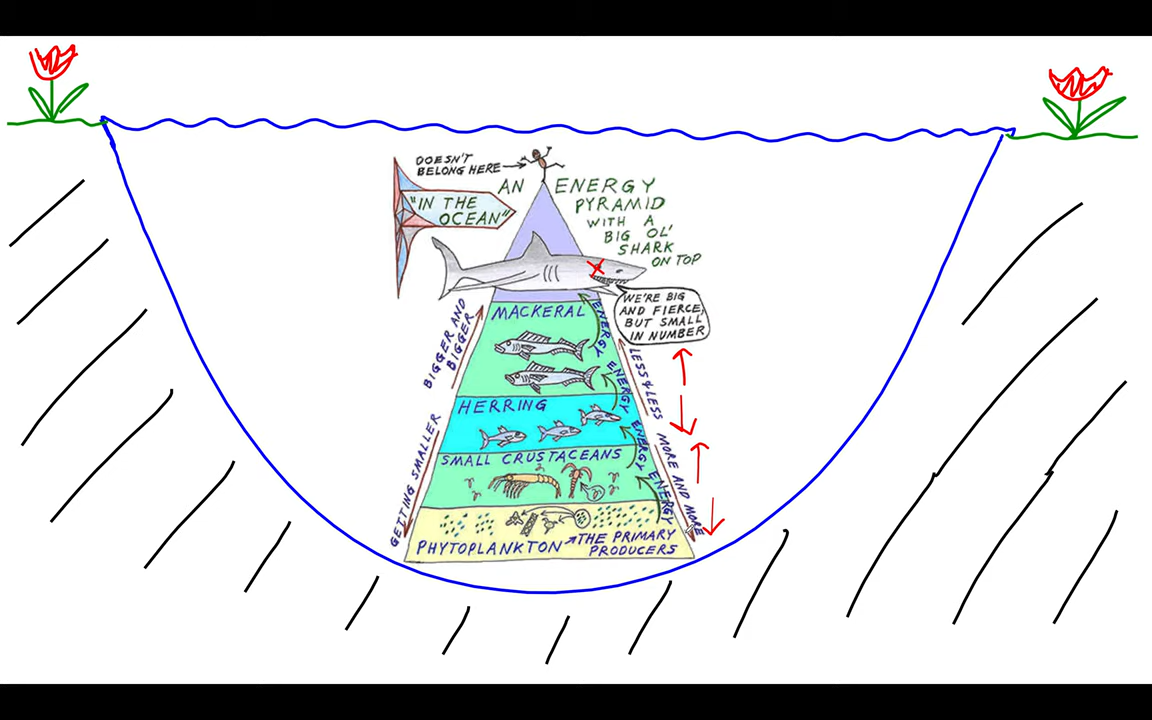 DOESN'T
BELONG HERE
AN ENERGY
PYRAMID
WITH A
BIG OL'
SHARK
ON TOP
"IN THE
OCEAN"
WE'RE BIG
AND FIERCE,
BUT SMALL
IN NUMBER
MACKERAL
HERRING
SMALL CRUSTACEANS
PHYTOPLANKTON
THE PRIMARY
PRODUCERS
BIGGER AND
BIGGER
GETTING SMALLER
ENERGY
ENERGY
ENERGY
ENERGY
LESS & LESS
MORE AND MORE